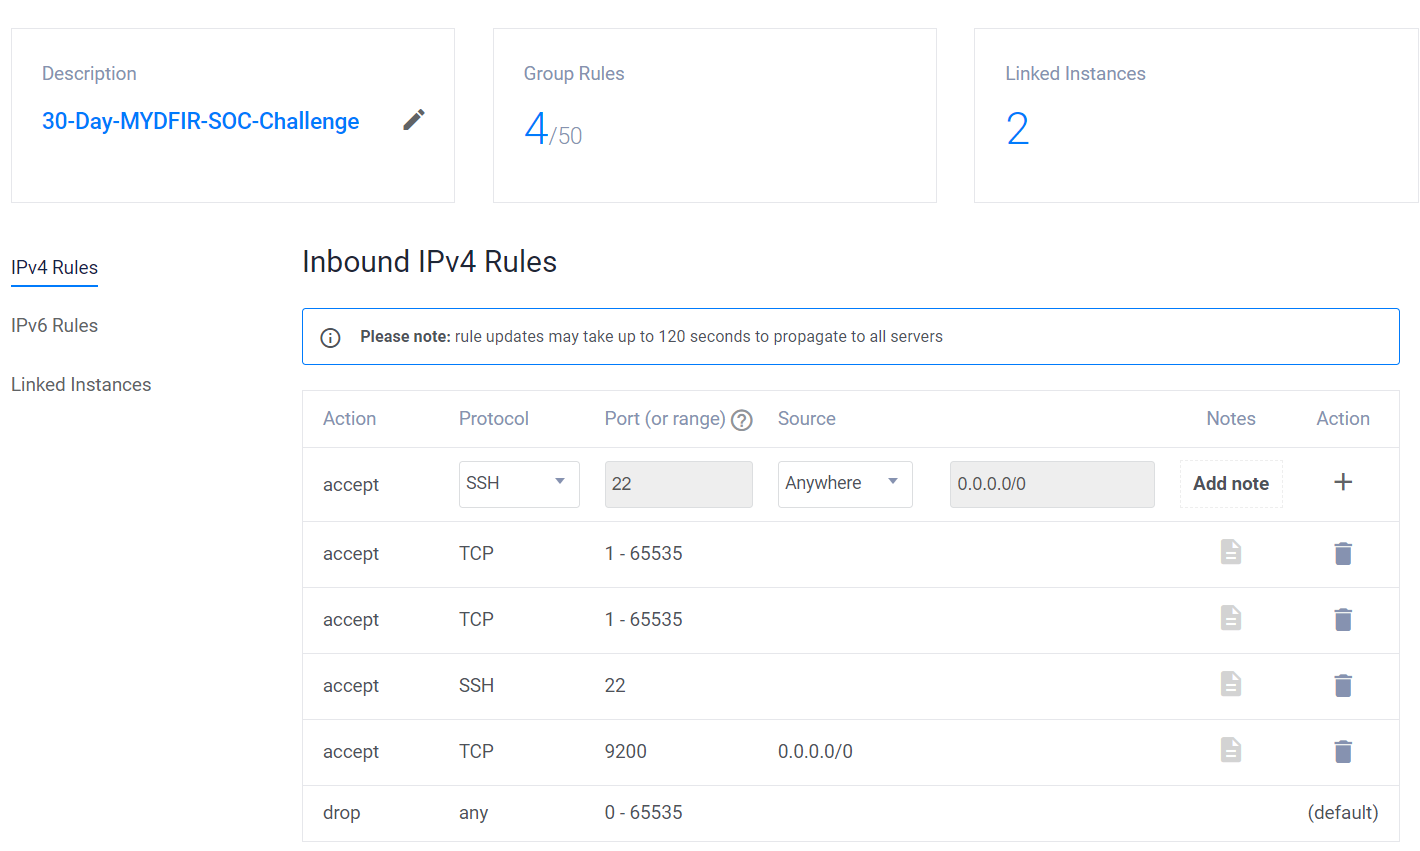 Description
30-Day-MYDFIR-SOC-Challenge
Group Rules
4/50
Linked Instances
2
IPv4 Rules
IPv6 Rules
Linked Instances
Inbound IPv4 Rules
Please note: rule updates may take up to 120 seconds to propagate to all servers
Action Protocol Port (or range) Source Notes Action
accept SSH 22 Anywhere 0.0.0.0/0 Add note +
accept TCP 1 - 65535
accept TCP 1 - 65535
accept SSH 22
accept TCP 9200 0.0.0.0/0
drop any 0 - 65535 (default)